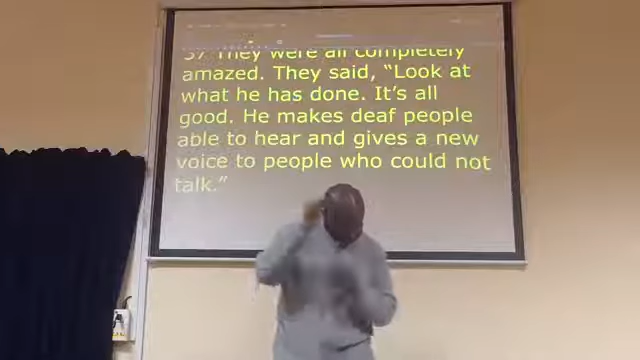 37 They were all completely
amazed. They said, “Look at
what he has done. It’s all
good. He makes deaf people
able to hear and gives a new
voice to people who could not
talk.”